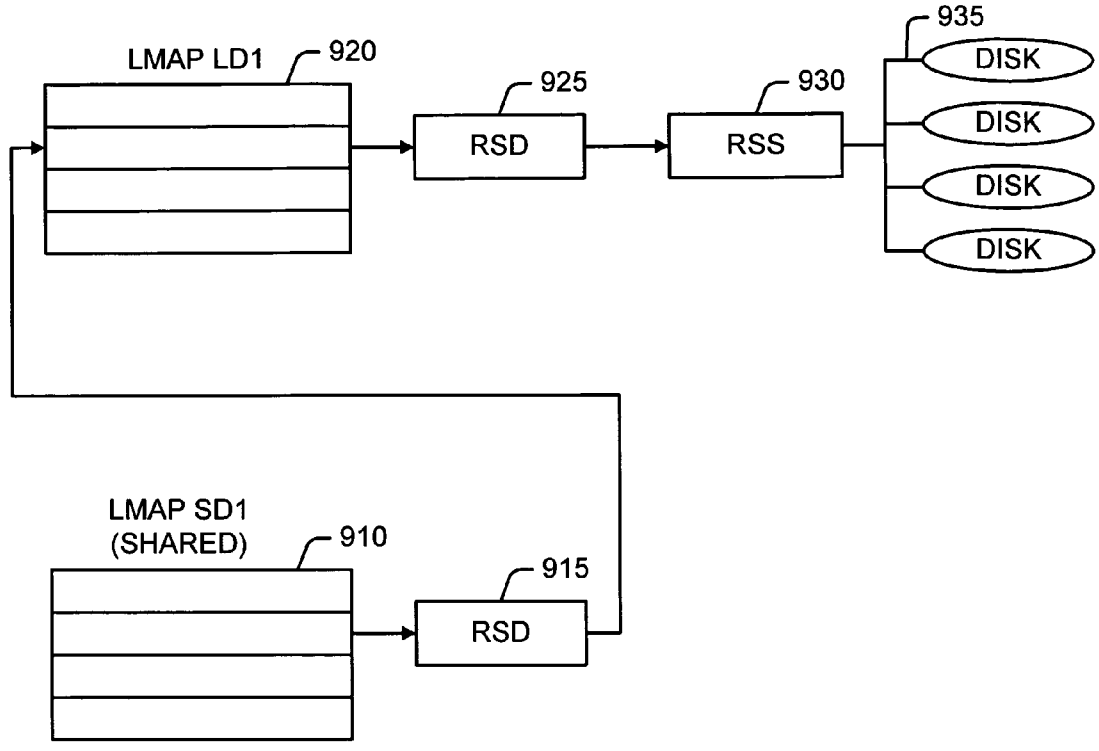 LMAP LD1
920
925
RSD
930
RSS
935
DISK
DISK
DISK
DISK
LMAP SD1
(SHARED)
910
915
RSD